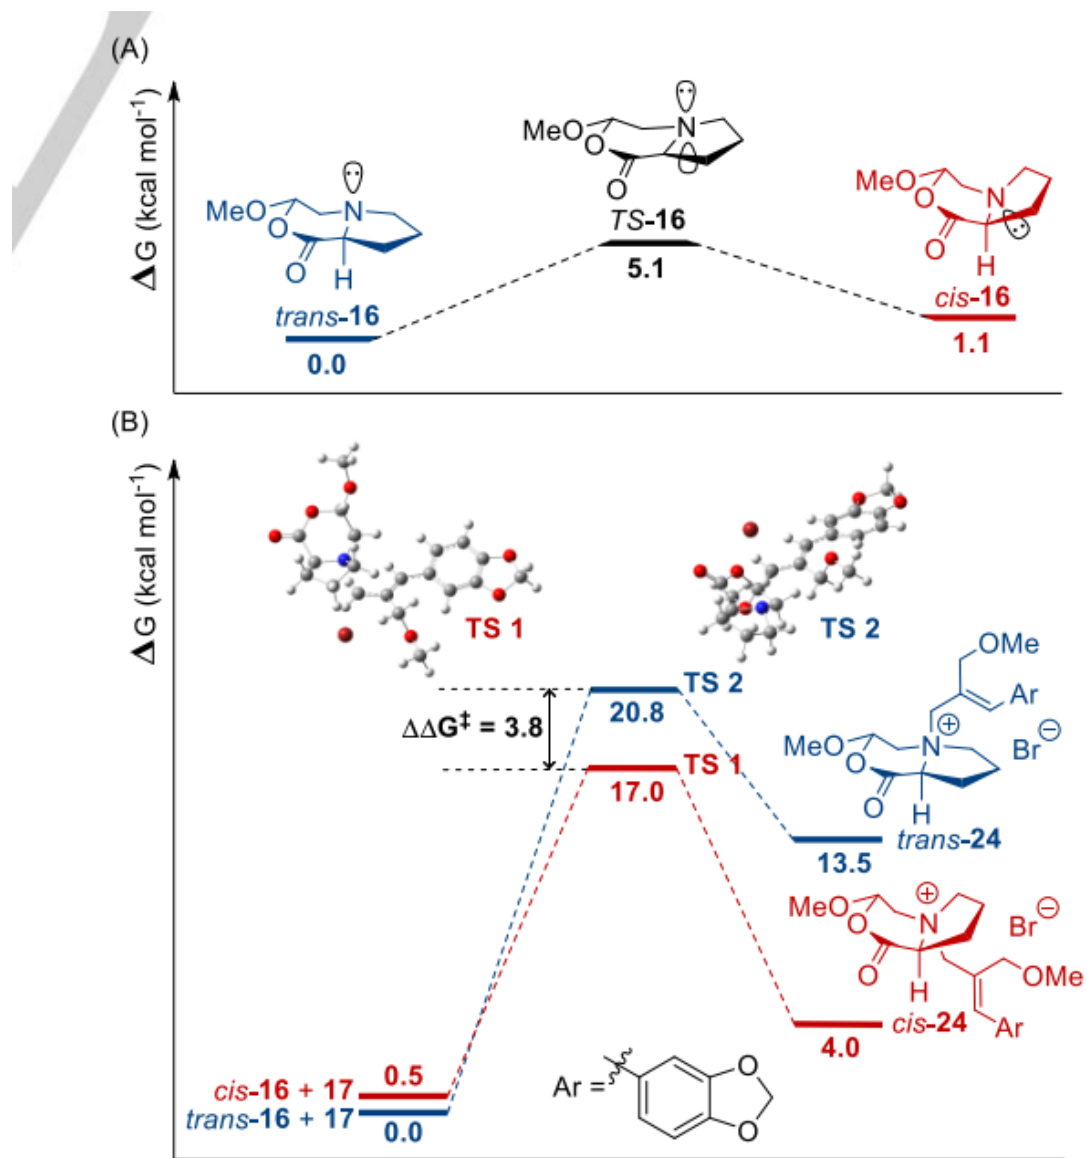 (A)
ΔG (kcal mol⁻¹)
MeO
O
O
N
H
trans-16
0.0
MeO
O
O
N
TS-16
5.1
MeO
O
O
N
H
cis-16
1.1
(B)
ΔG (kcal mol⁻¹)
TS 1
TS 2
ΔΔG‡ = 3.8
TS 2
20.8
TS 1
17.0
OMe
Ar
MeO
O
O
N
⊕
H
Br⊖
trans-24
13.5
MeO
O
O
N
⊕
H
Br⊖
OMe
Ar
cis-24
4.0
cis-16 + 17
0.5
trans-16 + 17
0.0
Ar =
O
O